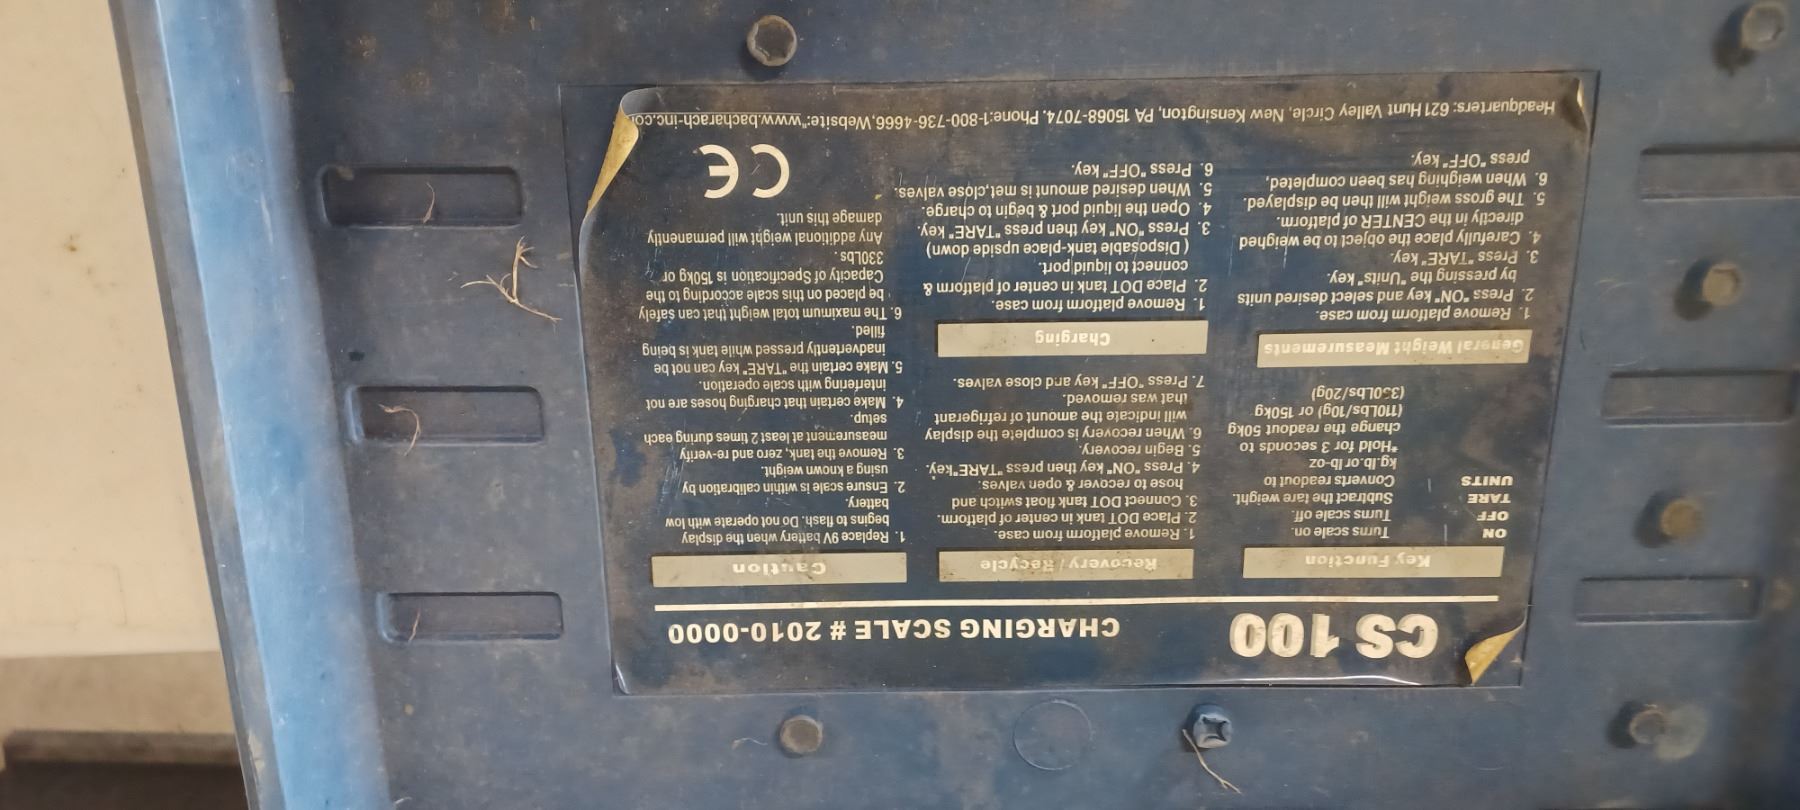 CS 100
CHARGING SCALE # 2010-0000
Key Function
ON Turns scale on.
OFF Turns scale off.
TARE Subtract the tare weight.
UNITS Converts readout to
kg.lb.or lb-oz
*Hold for 3 seconds to
change the readout 50kg
(110Lbs/10g) or 150kg
(330Lbs/20g)
General Weight Measurements
1. Remove platform from case.
2. Press "ON" key and select desired units
by pressing the "Units" key.
3. Press "TARE" key.
4. Carefully place the object to be weighed
directly in the CENTER of platform.
5. The gross weight will then be displayed.
6. When weighing has been completed,
press "OFF" key.
Recovery / Recycle
1. Remove platform from case.
2. Place DOT tank in center of platform.
3. Connect DOT tank float switch and
hose to recover & open valves.
4. Press "ON" key then press "TARE"key.
5. Begin recovery.
6. When recovery is complete the display
will indicate the amount of refrigerant
that was removed.
7. Press "OFF" key and close valves.
Charging
1. Remove platform from case.
2. Place DOT tank in center of platform &
connect to liquid port.
( Disposable tank-place upside down)
3. Press "ON" key then press "TARE" key.
4. Open the liquid port & begin to charge.
5. When desired amount is met,close valves.
6. Press "OFF" key.
Caution
1. Replace 9V battery when the display
begins to flash. Do not operate with low
battery.
2. Ensure scale is within calibration by
using a known weight.
3. Remove the tank, zero and re-verify
measurement at least 2 times during each
setup.
4. Make certain that charging hoses are not
interfering with scale operation.
5. Make certain the "TARE" key can not be
inadvertently pressed while tank is being
filled.
6. The maximum total weight that can safely
be placed on this scale according to the
Capacity of Specification is 150kg or
330Lbs.
Any additional weight will permanently
damage this unit.
CE
Headquarters: 621 Hunt Valley Circle, New Kensington, PA 15068-7074, Phone:1-800-736-4666,Website:"www.bacharach-inc.com